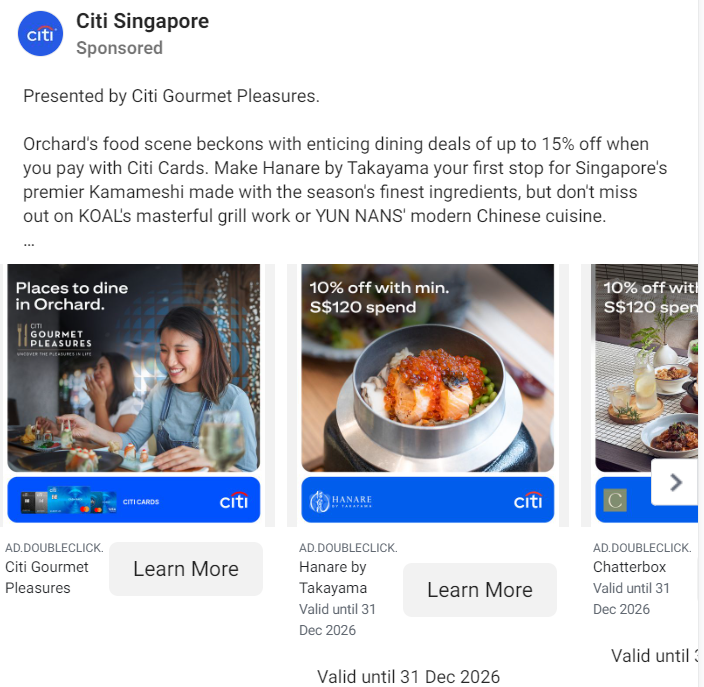 citi
Citi Singapore
Sponsored
Presented by Citi Gourmet Pleasures.
Orchard's food scene beckons with enticing dining deals of up to 15% off when
you pay with Citi Cards. Make Hanare by Takayama your first stop for Singapore's
premier Kamameshi made with the season's finest ingredients, but don't miss
out on KOAL's masterful grill work or YUN NANS' modern Chinese cuisine.
...
Places to dine
in Orchard.
CITI
GOURMET
PLEASURES
UNCOVER THE PLEASURES IN LIFE
CITI CARDS
citi
AD.DOUBLECLICK.
Citi Gourmet
Pleasures
Learn More
10% off with min.
S$120 spend
HANARE
BY TAKAYAMA
citi
AD.DOUBLECLICK.
Hanare by
Takayama
Valid until 31
Dec 2026
Learn More
Valid until 31 Dec 2026
10% off with
S$120 spen
C
AD.DOUBLECLICK.
Chatterbox
Valid until 31
Dec 2026
Valid until